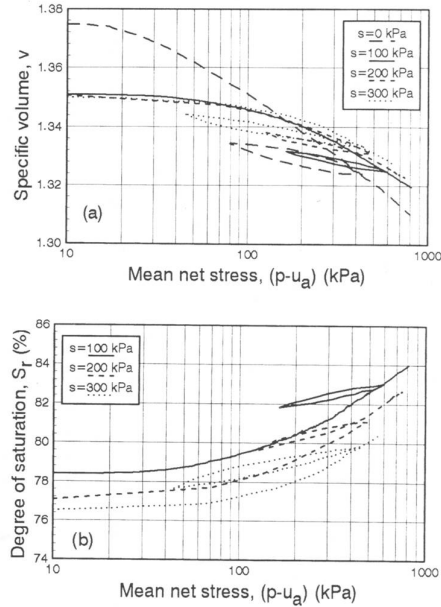 1.38
1.36
1.34
1.32
1.30
Specific volume, v
s=0 kPa
s=100 kPa
s=200 kPa
s=300 kPa
(a)
10 100 1000
Mean net stress, (p-ua) (kPa)
86
84
82
80
78
76
74
Degree of saturation, Sr (%)
s=100 kPa
s=200 kPa
s=300 kPa
(b)
10 100 1000
Mean net stress, (p-ua) (kPa)